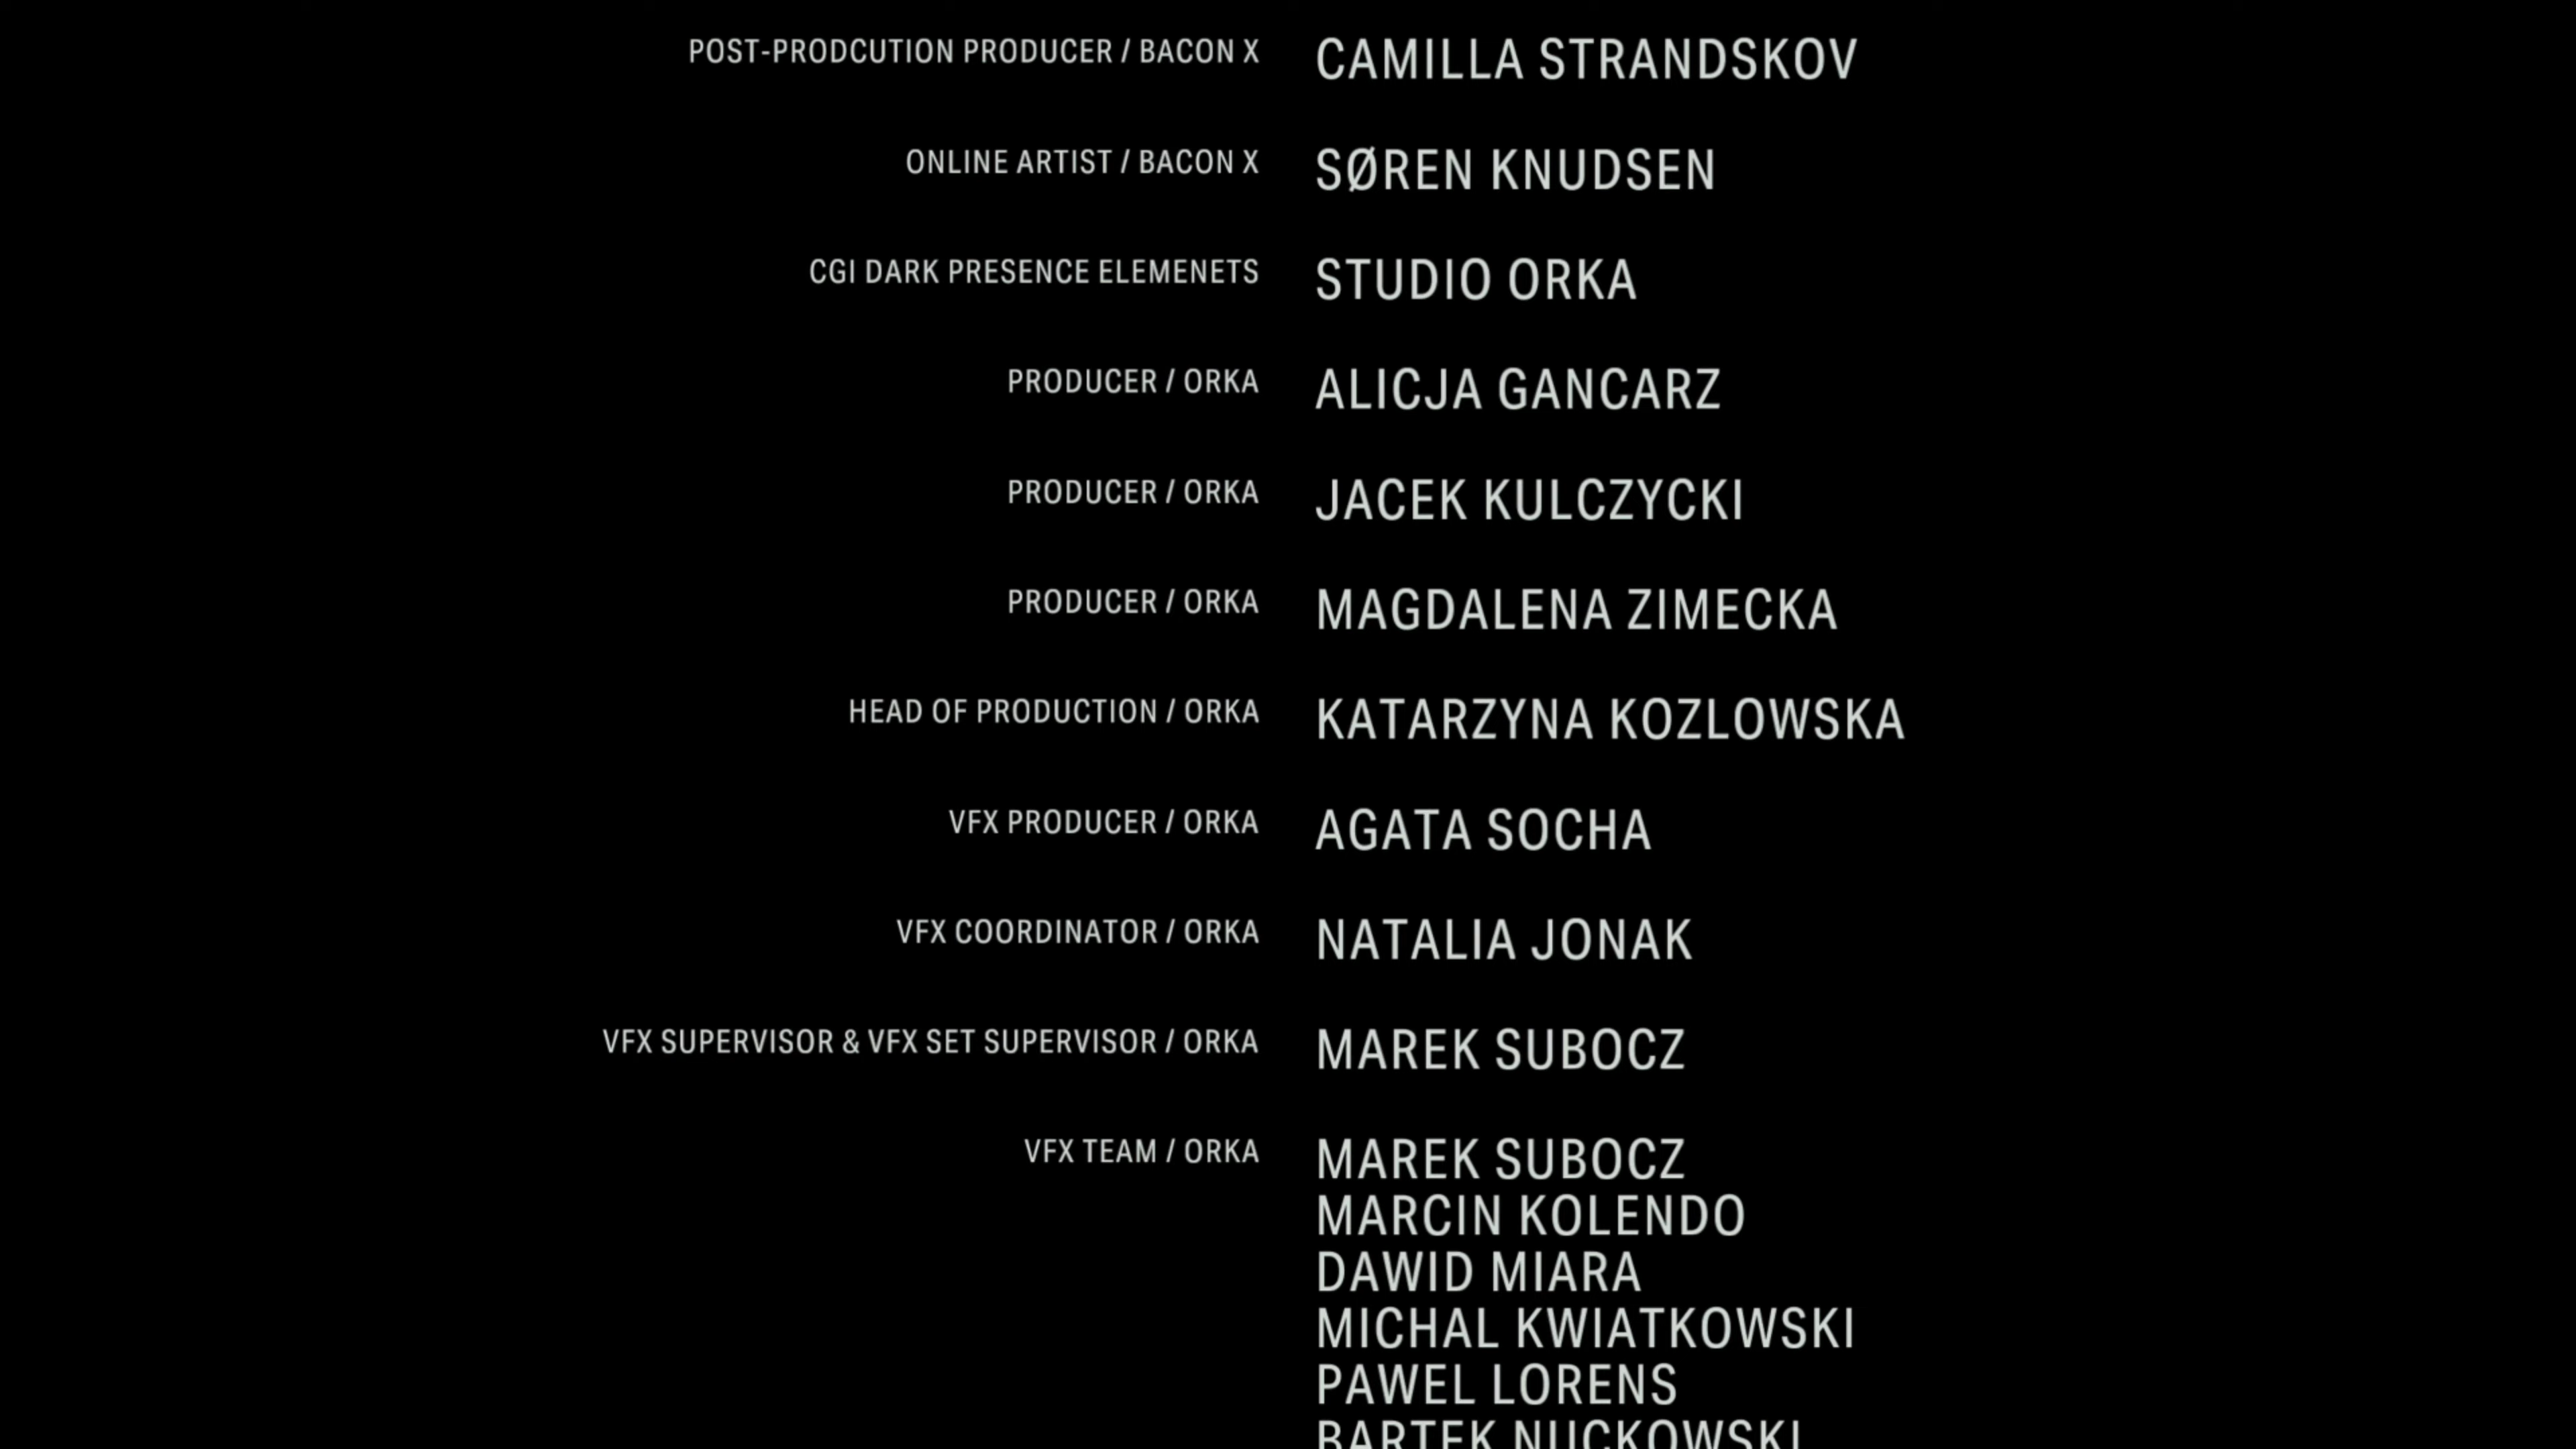 POST-PRODCUTION PRODUCER / BACON X CAMILLA STRANDSKOV
ONLINE ARTIST / BACON X SØREN KNUDSEN
CGI DARK PRESENCE ELEMENETS STUDIO ORKA
PRODUCER / ORKA ALICJA GANCARZ
PRODUCER / ORKA JACEK KULCZYCKI
PRODUCER / ORKA MAGDALENA ZIMECKA
HEAD OF PRODUCTION / ORKA KATARZYNA KOZLOWSKA
VFX PRODUCER / ORKA AGATA SOCHA
VFX COORDINATOR / ORKA NATALIA JONAK
VFX SUPERVISOR & VFX SET SUPERVISOR / ORKA MAREK SUBOCZ
VFX TEAM / ORKA MAREK SUBOCZ
MARCIN KOLENDO
DAWID MIARA
MICHAL KWIATKOWSKI
PAWEL LORENS
BARTEK NUCKOWSKI